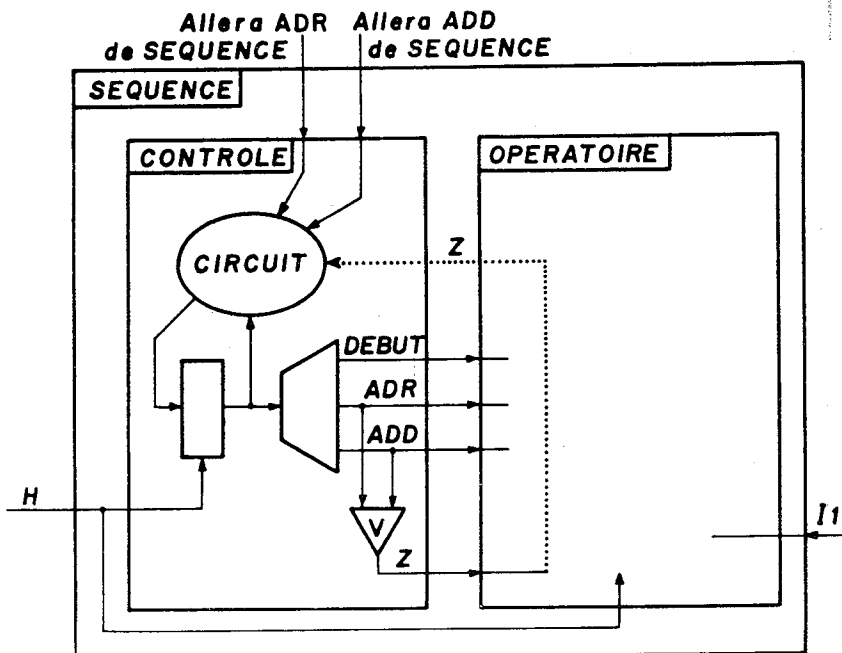 Allera ADR
de SEQUENCE
Allera ADD
de SEQUENCE
SEQUENCE
CONTROLE
OPERATOIRE
CIRCUIT
Z
DEBUT
ADR
ADD
H
V
Z
I1